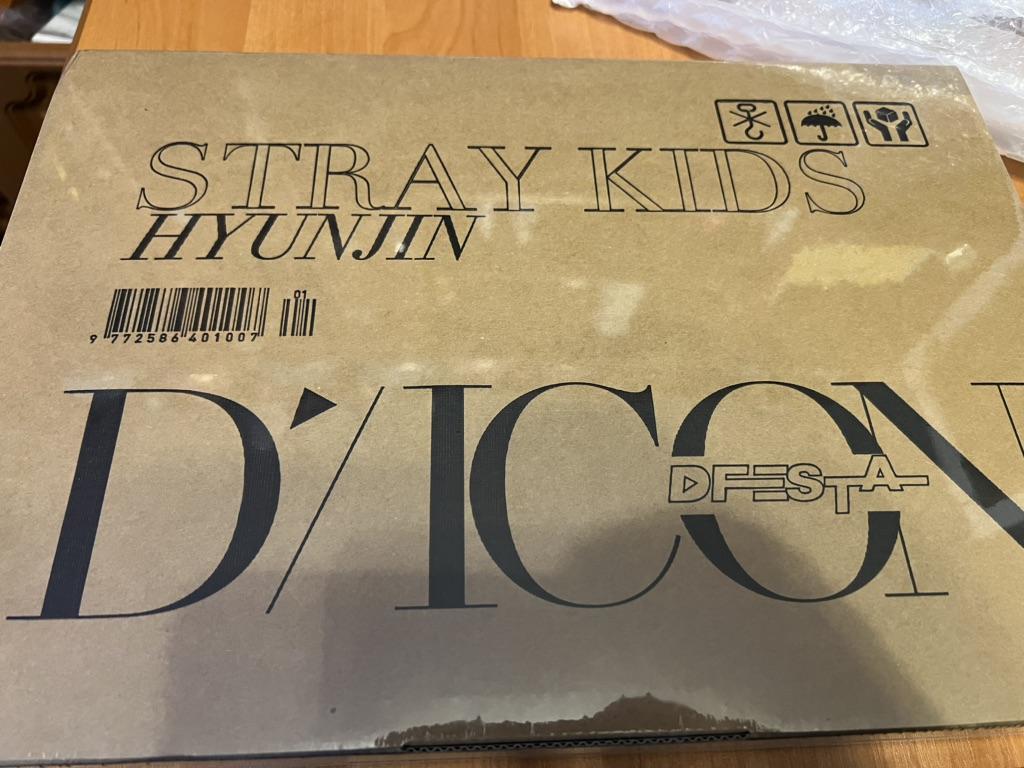 STRAY KIDS
HYUNJIN
01
9 772586 401007
D'/ICON
DFESTA